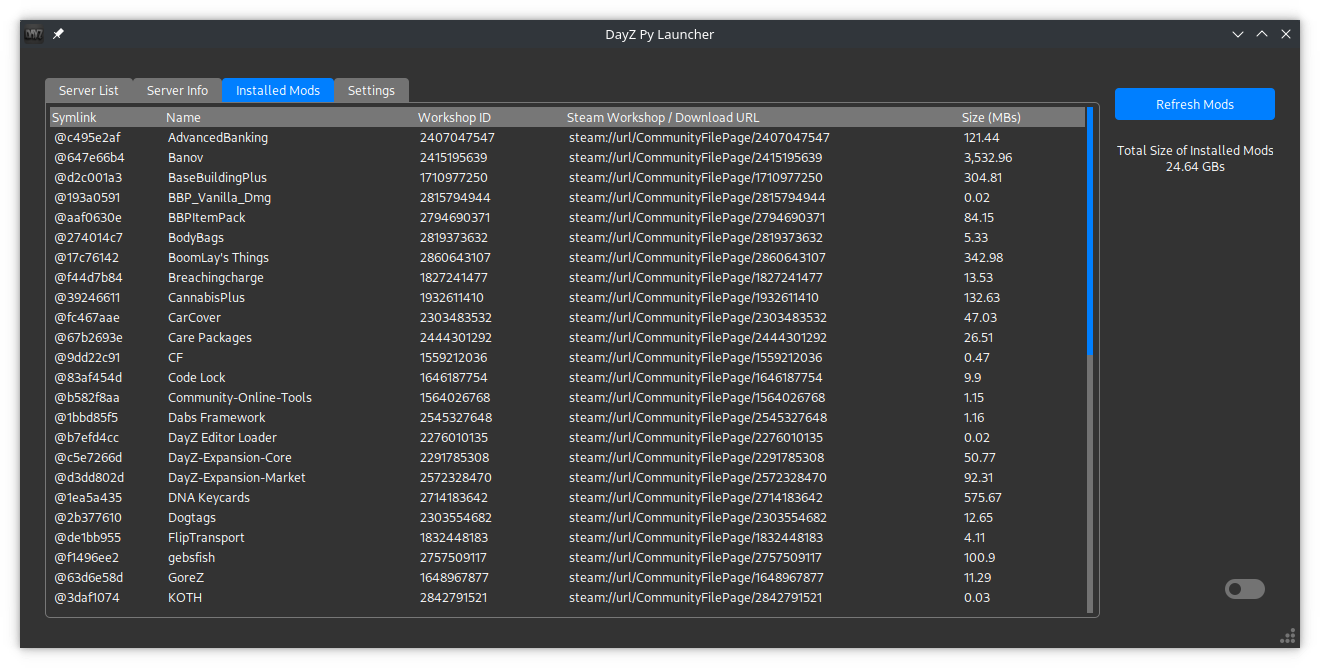 DayZ Py Launcher
Server List Server Info Installed Mods Settings
Refresh Mods
Total Size of Installed Mods
24.64 GBs
Symlink Name Workshop ID Steam Workshop / Download URL Size (MBs)
@c495e2af AdvancedBanking 2407047547 steam://url/CommunityFilePage/2407047547 121.44
@647e66b4 Banov 2415195639 steam://url/CommunityFilePage/2415195639 3,532.96
@d2c001a3 BaseBuildingPlus 1710977250 steam://url/CommunityFilePage/1710977250 304.81
@193a0591 BBP_Vanilla_Dmg 2815794944 steam://url/CommunityFilePage/2815794944 0.02
@aaf0630e BBPItemPack 2794690371 steam://url/CommunityFilePage/2794690371 84.15
@274014c7 BodyBags 2819373632 steam://url/CommunityFilePage/2819373632 5.33
@17c76142 BoomLay's Things 2860643107 steam://url/CommunityFilePage/2860643107 342.98
@f44d7b84 Breachingcharge 1827241477 steam://url/CommunityFilePage/1827241477 13.53
@39246611 CannabisPlus 1932611410 steam://url/CommunityFilePage/1932611410 132.63
@fc467aae CarCover 2303483532 steam://url/CommunityFilePage/2303483532 47.03
@67b2693e Care Packages 2444301292 steam://url/CommunityFilePage/2444301292 26.51
@9dd22c91 CF 1559212036 steam://url/CommunityFilePage/1559212036 0.47
@83af454d Code Lock 1646187754 steam://url/CommunityFilePage/1646187754 9.9
@b582f8aa Community-Online-Tools 1564026768 steam://url/CommunityFilePage/1564026768 1.15
@1bbd85f5 Dabs Framework 2545327648 steam://url/CommunityFilePage/2545327648 1.16
@b7efd4cc DayZ Editor Loader 2276010135 steam://url/CommunityFilePage/2276010135 0.02
@c5e7266d DayZ-Expansion-Core 2291785308 steam://url/CommunityFilePage/2291785308 50.77
@d3dd802d DayZ-Expansion-Market 2572328470 steam://url/CommunityFilePage/2572328470 92.31
@1ea5a435 DNA Keycards 2714183642 steam://url/CommunityFilePage/2714183642 575.67
@2b377610 Dogtags 2303554682 steam://url/CommunityFilePage/2303554682 12.65
@de1bb955 FlipTransport 1832448183 steam://url/CommunityFilePage/1832448183 4.11
@f1496ee2 gebsfish 2757509117 steam://url/CommunityFilePage/2757509117 100.9
@63d6e58d GoreZ 1648967877 steam://url/CommunityFilePage/1648967877 11.29
@3daf1074 KOTH 2842791521 steam://url/CommunityFilePage/2842791521 0.03